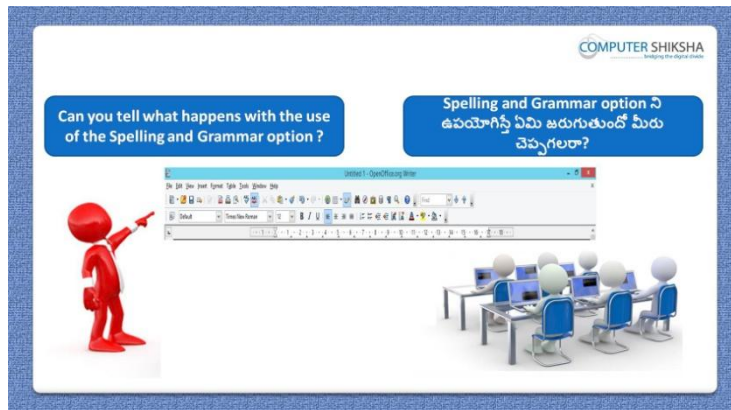 COMPUTER SHIKSHA
bridging the digital divide
Can you tell what happens with the use
of the Spelling and Grammar option ?
Spelling and Grammar option ని
ఉపయోగిస్తే ఏమి జరుగుతుందో మీరు
చెప్పగలరా?
Untitled 1 - OpenOffice.org Writer
File Edit View Insert Format Table Tools Window Help
Find
Default Times New Roman 12 B I U